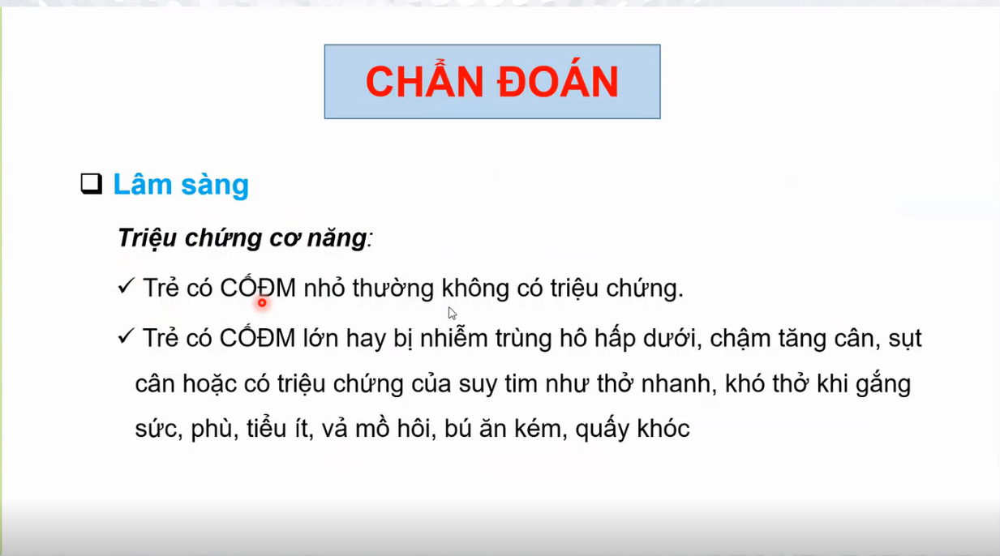 CHẨN ĐOÁN
Lâm sàng
Triệu chứng cơ năng:
Trẻ có CỐĐM nhỏ thường không có triệu chứng.
Trẻ có CỐĐM lớn hay bị nhiễm trùng hô hấp dưới, chậm tăng cân, sụt
cân hoặc có triệu chứng của suy tim như thở nhanh, khó thở khi gắng
sức, phù, tiểu ít, vả mồ hôi, bú ăn kém, quấy khóc